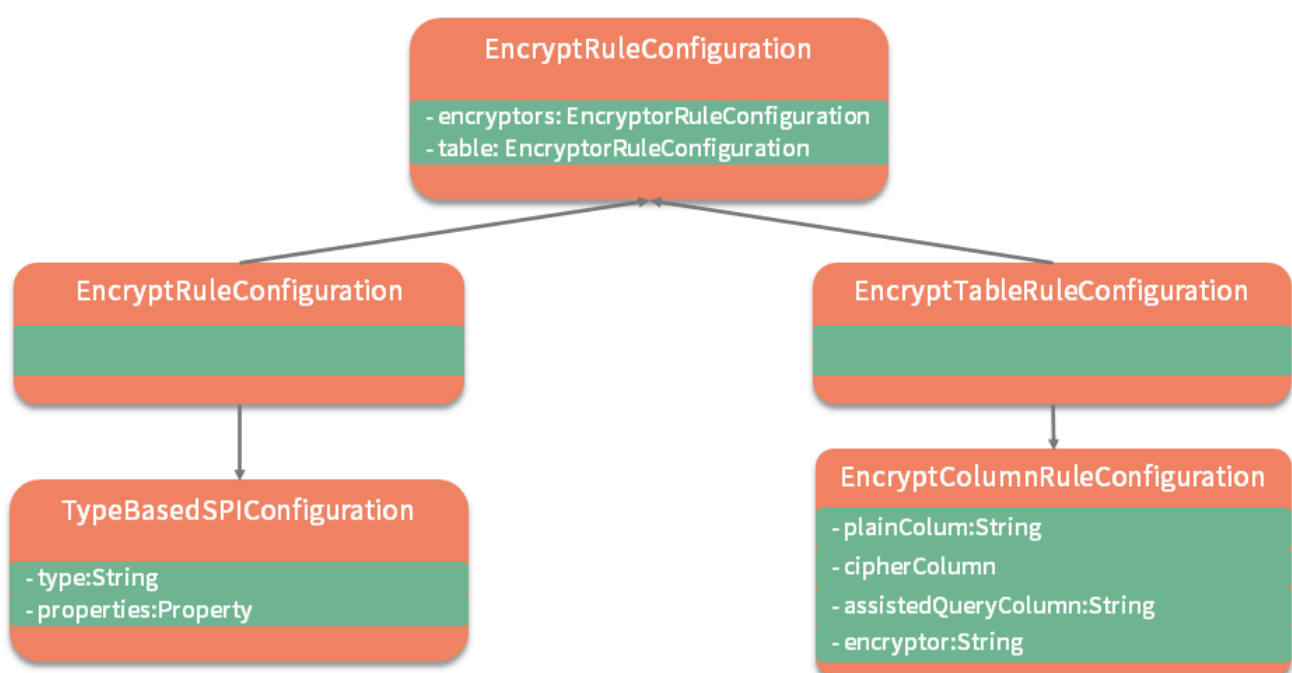 EncryptRuleConfiguration
- encryptors: EncryptorRuleConfiguration
- table: EncryptorRuleConfiguration
EncryptRuleConfiguration
EncryptTableRuleConfiguration
TypeBasedSPIConfiguration
- type:String
- properties:Property
EncryptColumnRuleConfiguration
- plainColum:String
- cipherColumn
- assistedQueryColumn:String
- encryptor:String